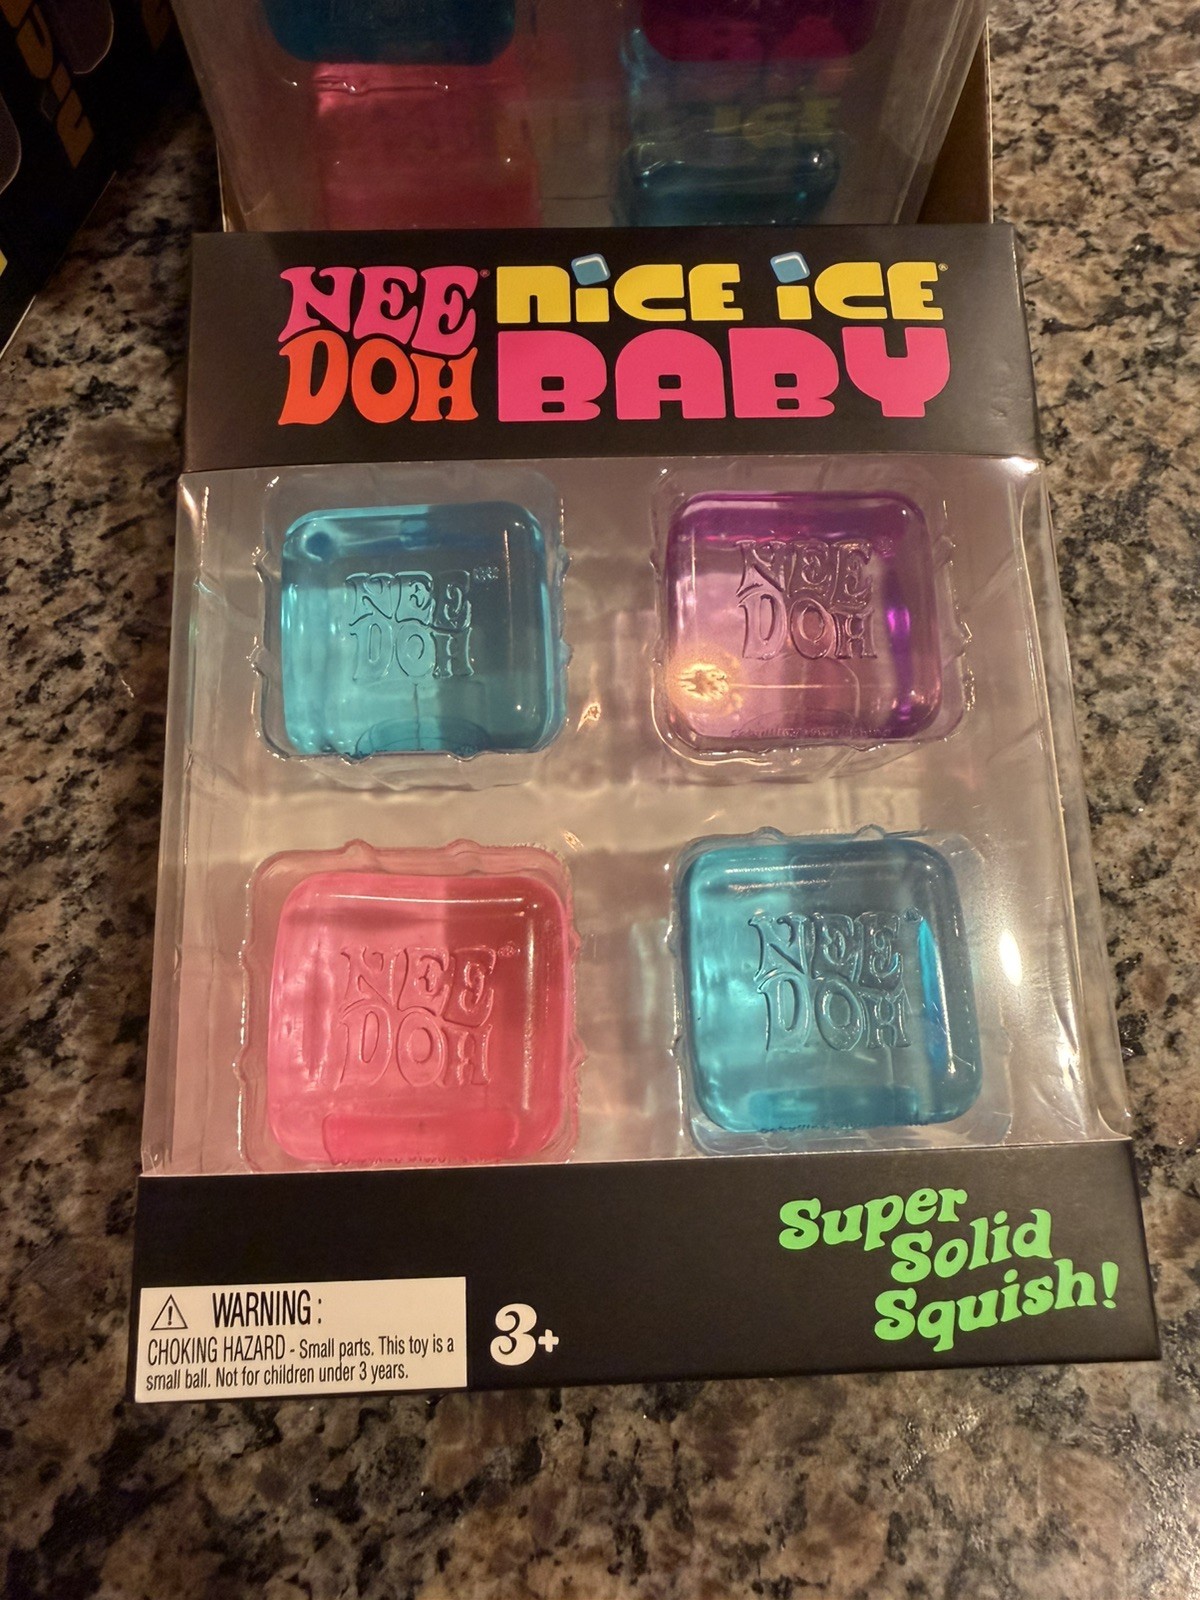 ICE
NEE® NICE ICE®
DOH BABY
NEE
DOH
NEE
DOH
NEE
DOH
NEE
DOH
Super
Solid
Squish!
WARNING:
CHOKING HAZARD - Small parts. This toy is a
small ball. Not for children under 3 years.
3+